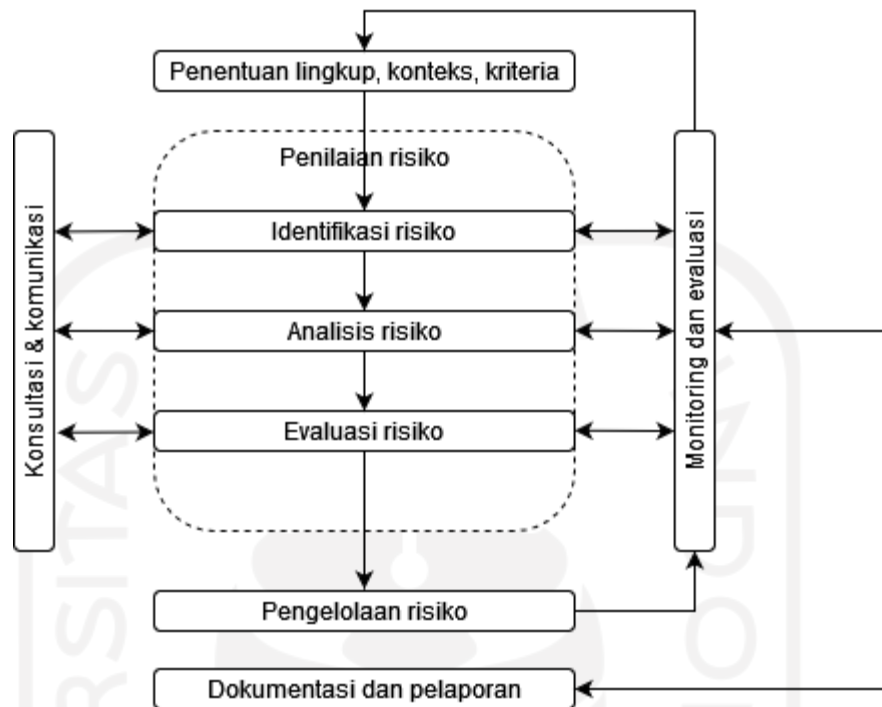 Penentuan lingkup, konteks, kriteria
Penilaian risiko
Identifikasi risiko
Analisis risiko
Evaluasi risiko
Konsultasi & komunikasi
Monitoring dan evaluasi
Pengelolaan risiko
Dokumentasi dan pelaporan
RSITAS